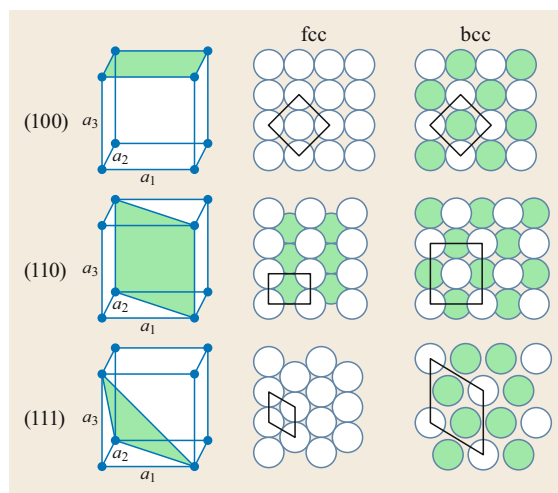 fcc bcc
(100) a₃ a₂ a₁
(110) a₃ a₂ a₁
(111) a₃ a₂ a₁